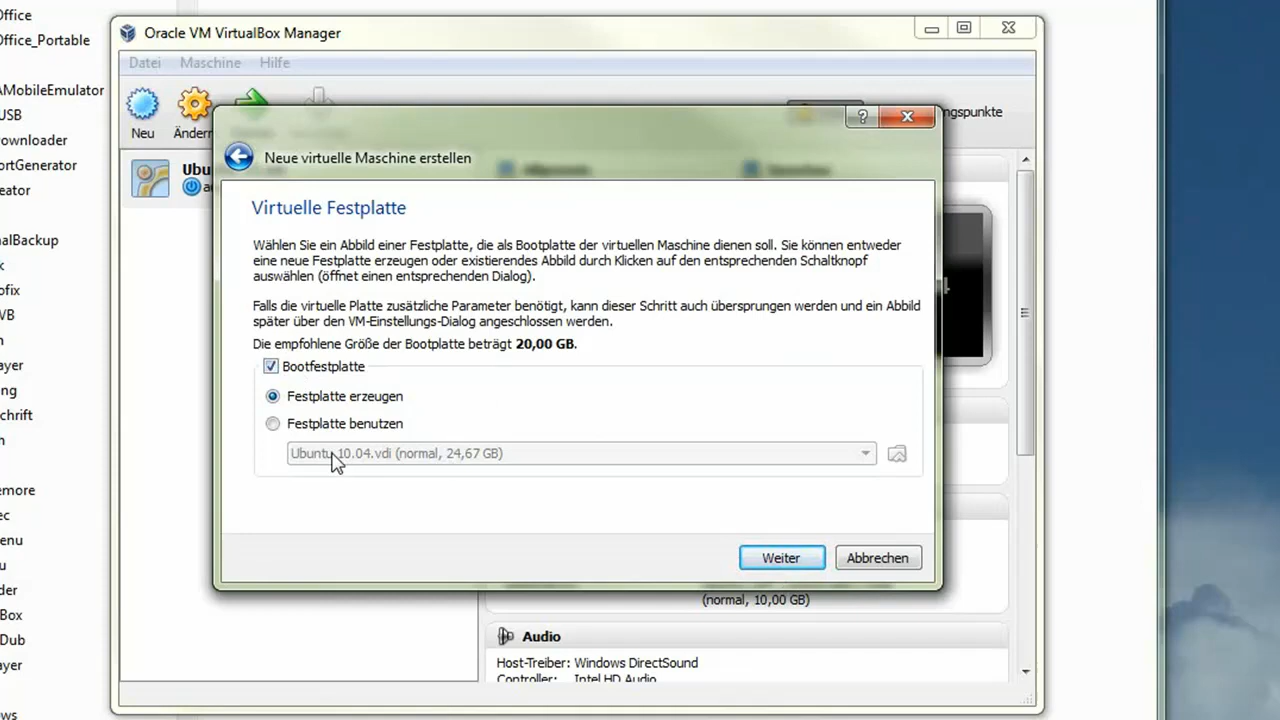 Office
Office_Portable
AMobileEmulator
USB
ownloader
ortGenerator
eator
nalBackup
k
ofix
VB
n
ayer
ng
schrift
n
emore
ec
enu
u
der
Box
Dub
ayer
ws
Oracle VM VirtualBox Manager
Datei Maschine Hilfe
Neu Ändern
ngspunkte
Ubu
au
Neue virtuelle Maschine erstellen
Virtuelle Festplatte
Wählen Sie ein Abbild einer Festplatte, die als Bootplatte der virtuellen Maschine dienen soll. Sie können entweder
eine neue Festplatte erzeugen oder existierendes Abbild durch Klicken auf den entsprechenden Schaltknopf
auswählen (öffnet einen entsprechenden Dialog).
Falls die virtuelle Platte zusätzliche Parameter benötigt, kann dieser Schritt auch übersprungen werden und ein Abbild
später über den VM-Einstellungs-Dialog angeschlossen werden.
Die empfohlene Größe der Bootplatte beträgt 20,00 GB.
Bootfestplatte
Festplatte erzeugen
Festplatte benutzen
Ubuntu 10.04.vdi (normal, 24,67 GB)
Weiter Abbrechen
(normal, 10,00 GB)
Audio
Host-Treiber: Windows DirectSound
Controller: Intel HD Audio